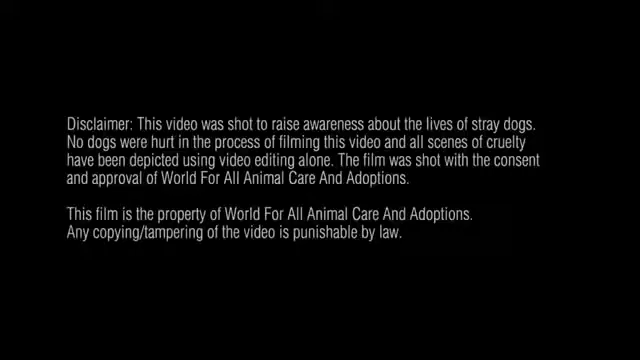 Disclaimer: This video was shot to raise awareness about the lives of stray dogs.
No dogs were hurt in the process of filming this video and all scenes of cruelty
have been depicted using video editing alone. The film was shot with the consent
and approval of World For All Animal Care And Adoptions.
This film is the property of World For All Animal Care And Adoptions.
Any copying/tampering of the video is punishable by law.